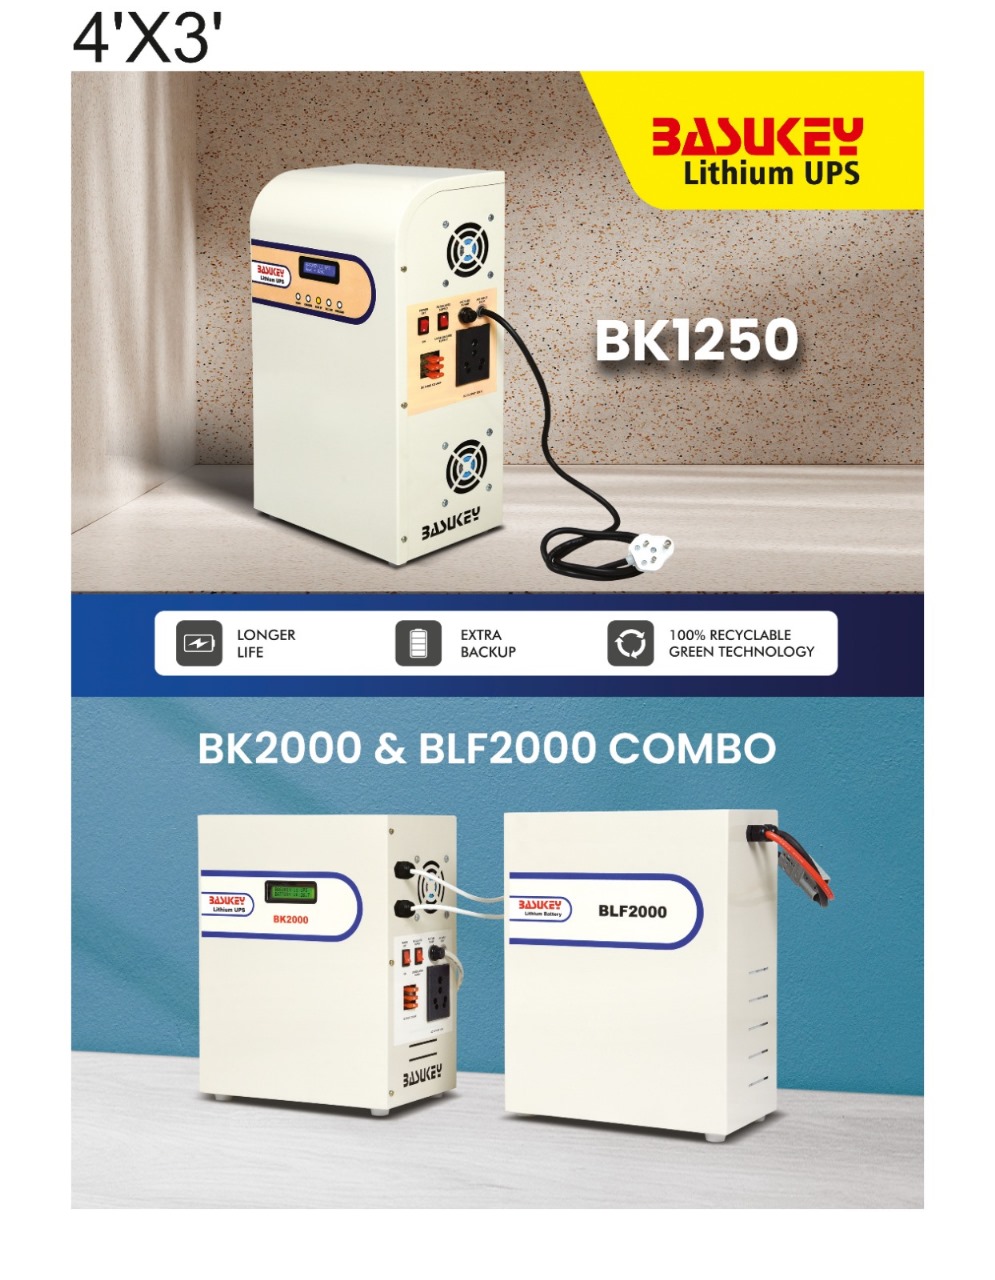 4'X3'
BASUKEY
Lithium UPS
BASUKEY
Lithium UPS
BK1250
BASUKEY
LONGER
LIFE
EXTRA
BACKUP
100% RECYCLABLE
GREEN TECHNOLOGY
BK2000 & BLF2000 COMBO
BASUKEY
Lithium UPS
BK2000
BASUKEY
Lithium Battery
BLF2000
BASUKEY